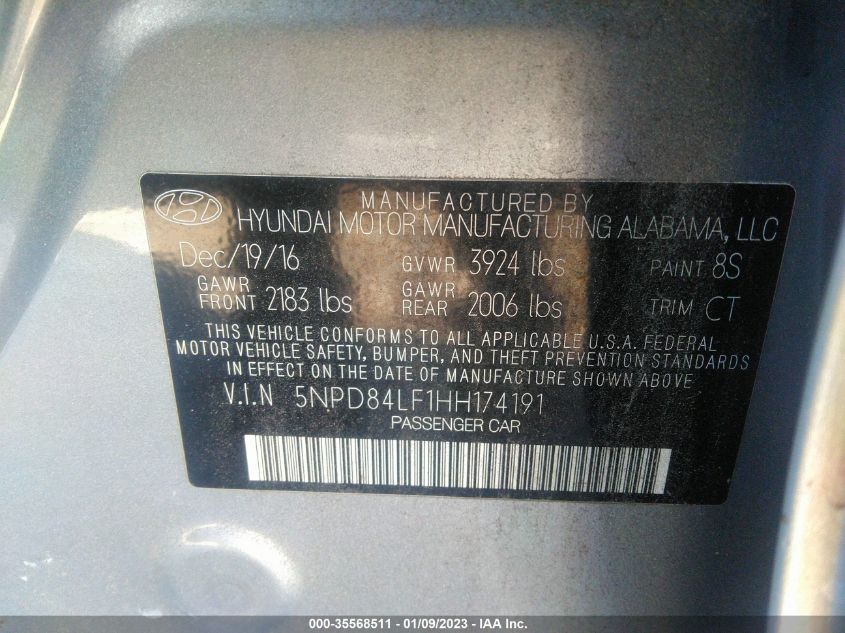 MANUFACTURED BY
HYUNDAI MOTOR MANUFACTURING ALABAMA, LLC
Dec/19/16 GVWR 3924 lbs PAINT 8S
GAWR FRONT 2183 lbs GAWR REAR 2006 lbs TRIM CT
THIS VEHICLE CONFORMS TO ALL APPLICABLE U.S.A. FEDERAL
MOTOR VEHICLE SAFETY, BUMPER, AND THEFT PREVENTION STANDARDS
IN EFFECT ON THE DATE OF MANUFACTURE SHOWN ABOVE
V.I.N 5NPD84LF1HH174191
PASSENGER CAR
000-35568511 - 01/09/2023 - IAA Inc.